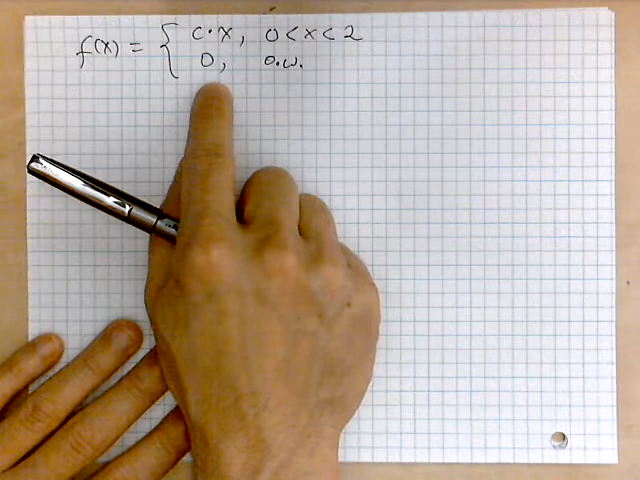 f(x) = { c·x, 0 < x < 2
0, o.w.